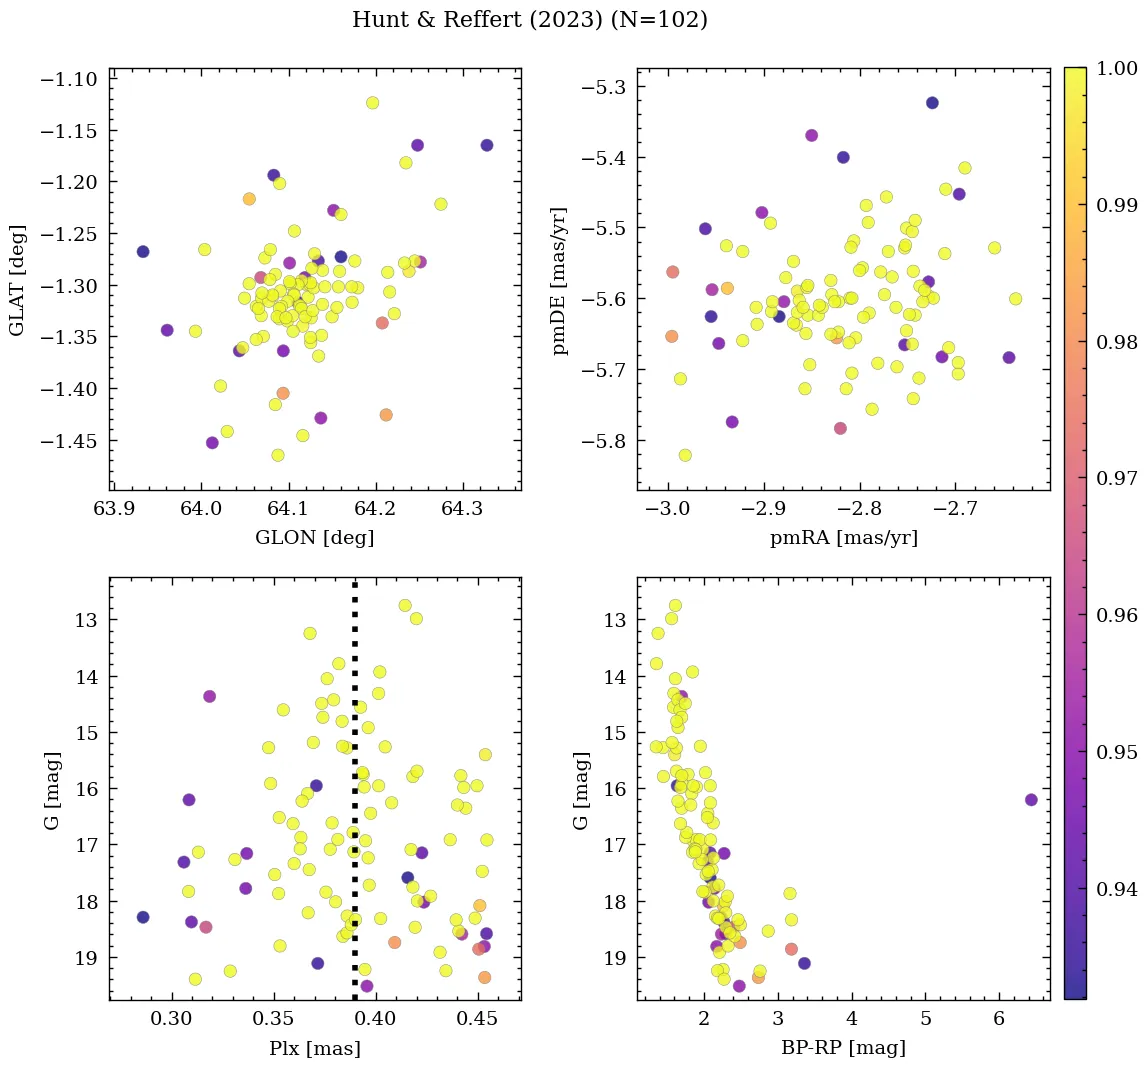 Hunt & Reffert (2023) (N=102)
−1.10
−1.15
−1.20
−1.25
−1.30
−1.35
−1.40
−1.45
GLAT [deg]
63.9 64.0 64.1 64.2 64.3
GLON [deg]
−5.3
−5.4
−5.5
−5.6
−5.7
−5.8
pmDE [mas/yr]
−3.0 −2.9 −2.8 −2.7
pmRA [mas/yr]
13
14
15
16
17
18
19
G [mag]
0.30 0.35 0.40 0.45
Plx [mas]
13
14
15
16
17
18
19
G [mag]
2 3 4 5 6
BP-RP [mag]
1.00
0.99
0.98
0.97
0.96
0.95
0.94